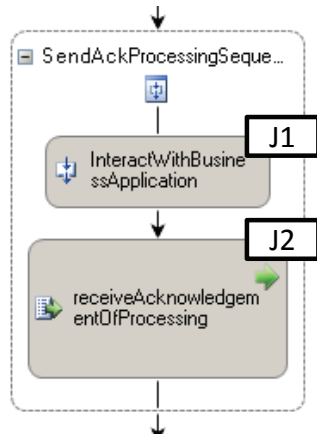 SendAckProcessingSeque...
J1
InteractWithBusine
ssApplication
J2
receiveAcknowledgem
entOfProcessing